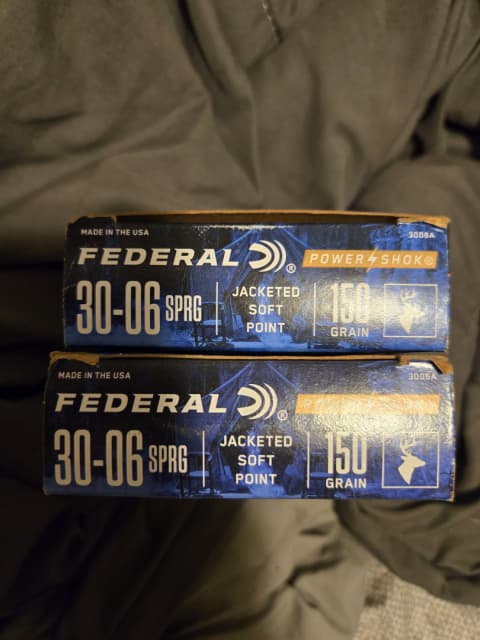 MADE IN THE USA 3006A
FEDERAL ® POWER SHOK
30-06 SPRG JACKETED SOFT POINT 150 GRAIN
MADE IN THE USA 3006A
FEDERAL ®
30-06 SPRG JACKETED SOFT POINT 150 GRAIN